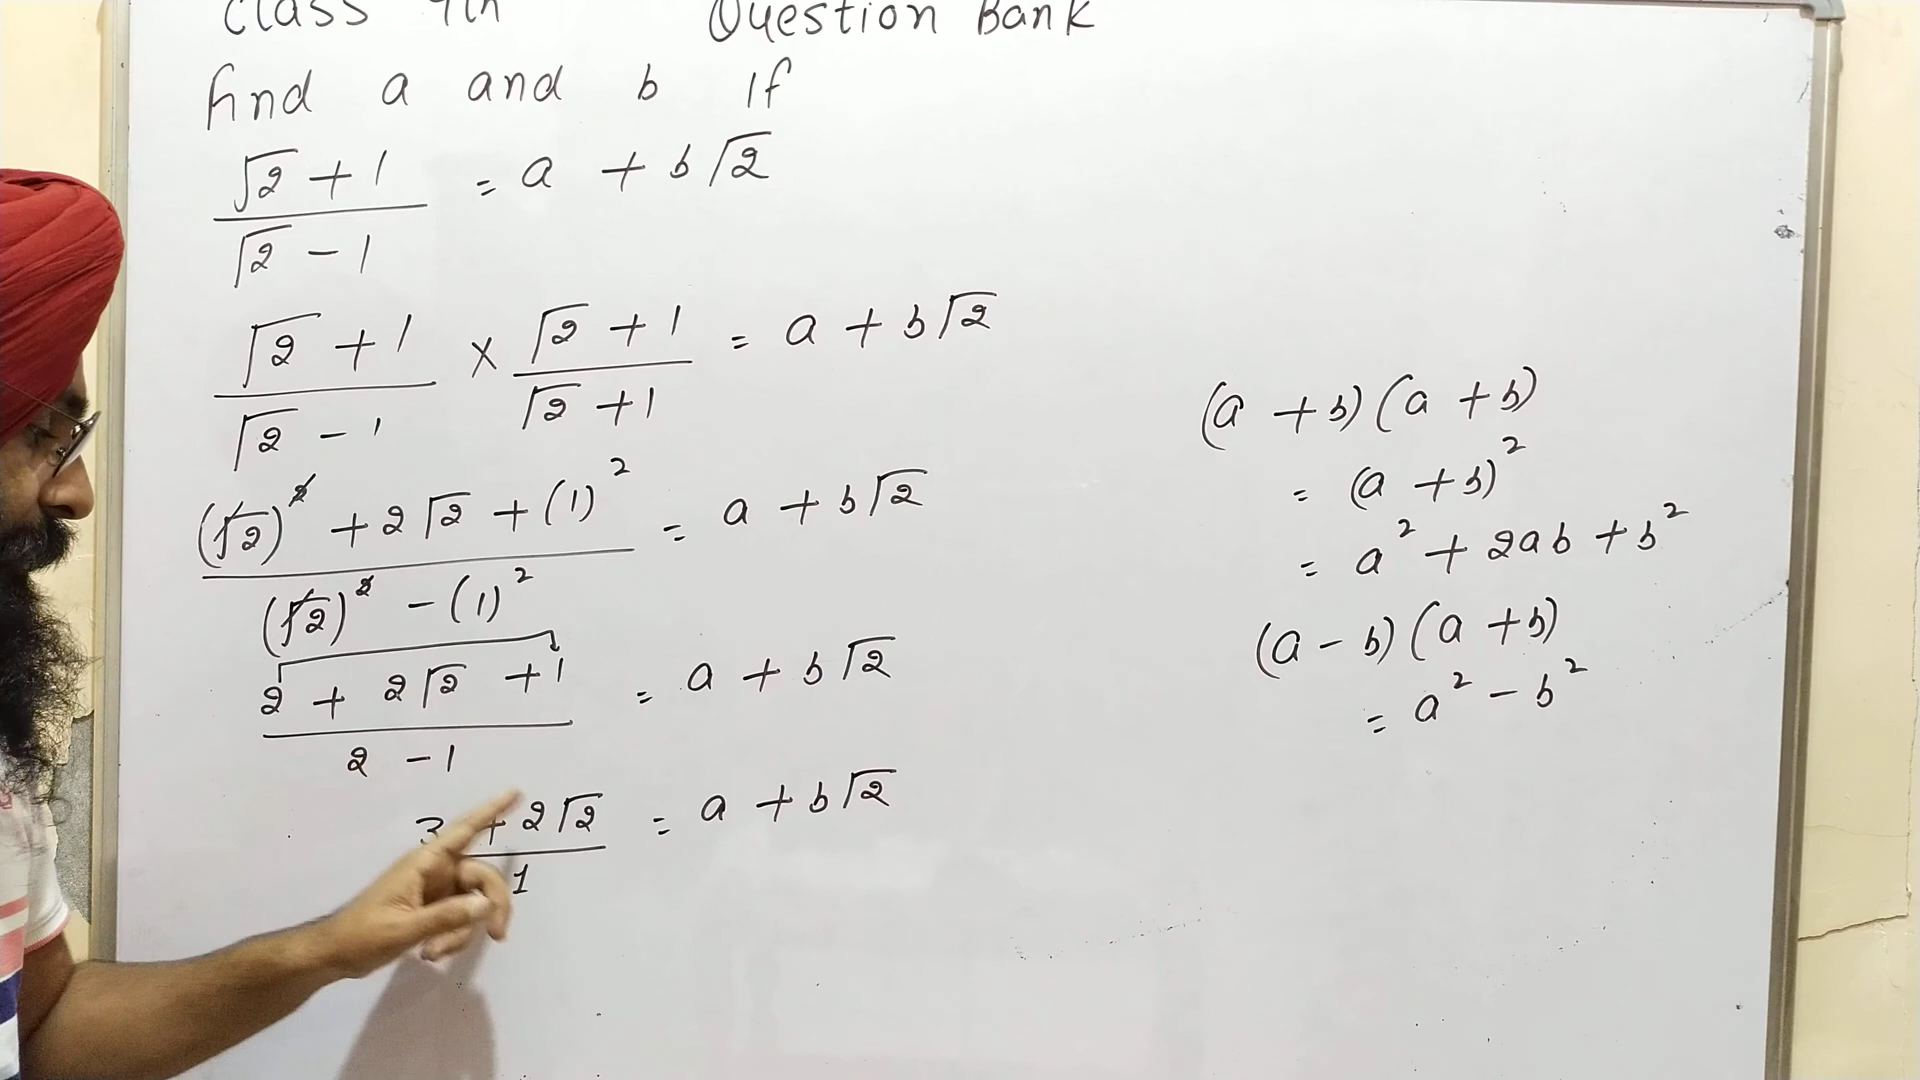 Class 9th Question Bank
find a and b If
√2 + 1 = a + b√2
√2 - 1
√2 + 1 × √2 + 1 = a + b√2
√2 - 1 √2 + 1
(√2)² + 2√2 + (1)² = a + b√2
(√2)² - (1)²
2 + 2√2 + 1 = a + b√2
2 - 1
3 + 2√2 = a + b√2
1
(a + b)(a + b)
= (a + b)²
= a² + 2ab + b²
(a - b)(a + b)
= a² - b²